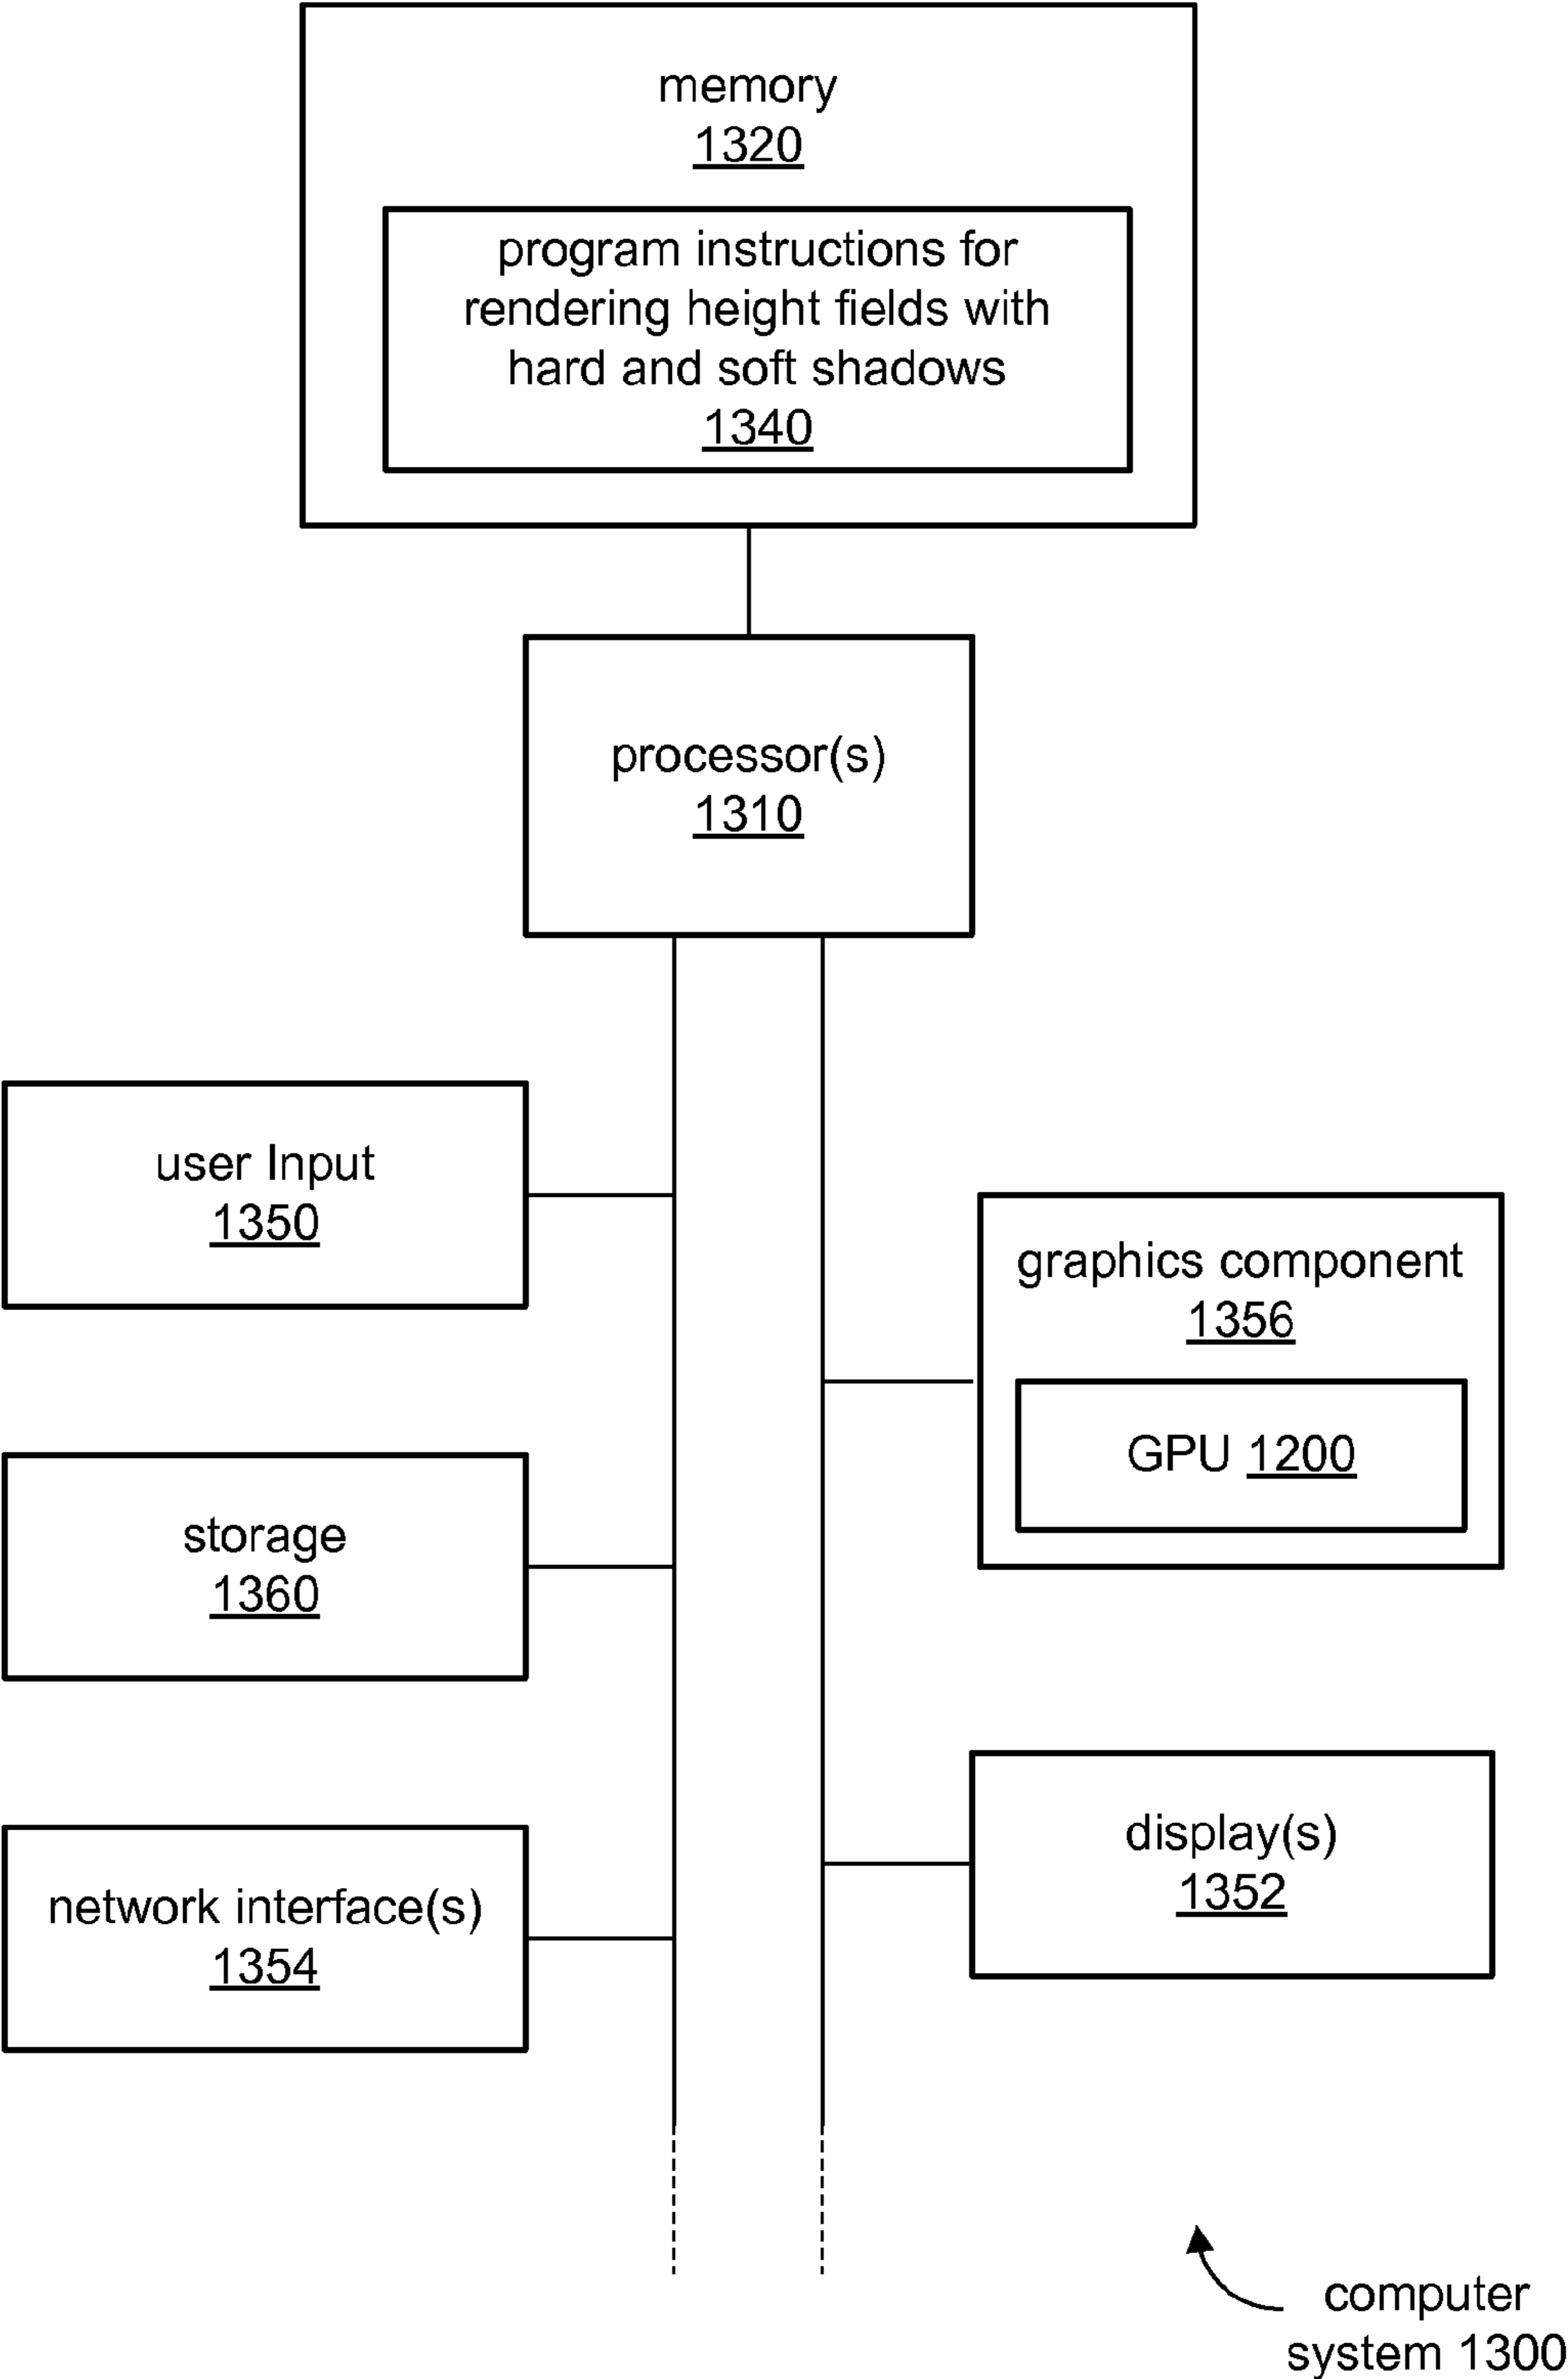 memory
1320
program instructions for
rendering height fields with
hard and soft shadows
1340
processor(s)
1310
user Input
1350
graphics component
1356
GPU 1200
storage
1360
display(s)
1352
network interface(s)
1354
computer
system 1300